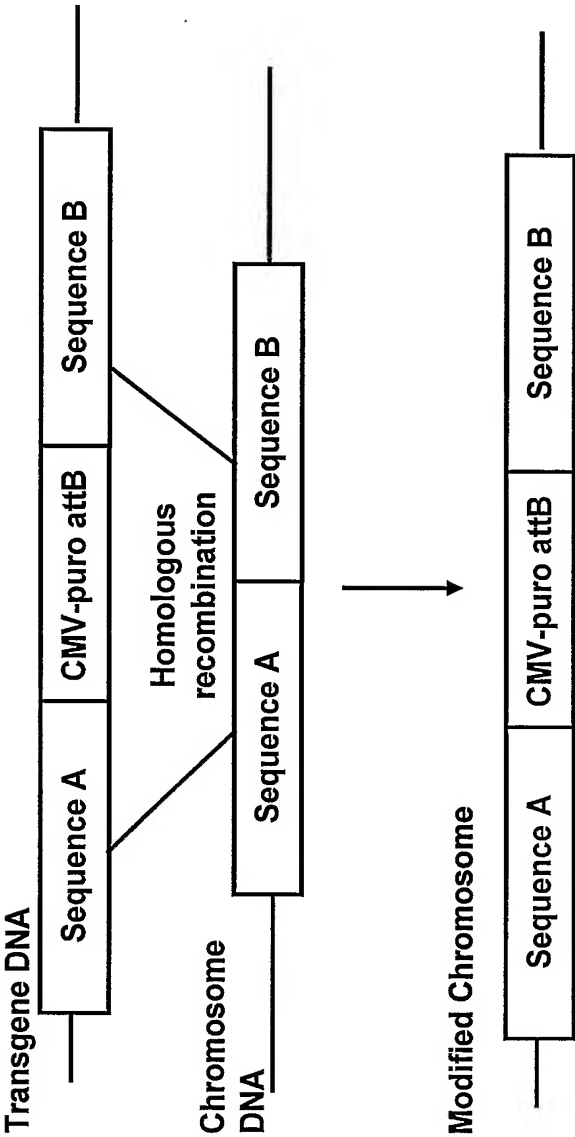 Transgene DNA
Sequence A
CMV-puro attB
Sequence B
Homologous
recombination
Chromosome
DNA
Sequence A
Sequence B
Modified Chromosome
Sequence A
CMV-puro attB
Sequence B